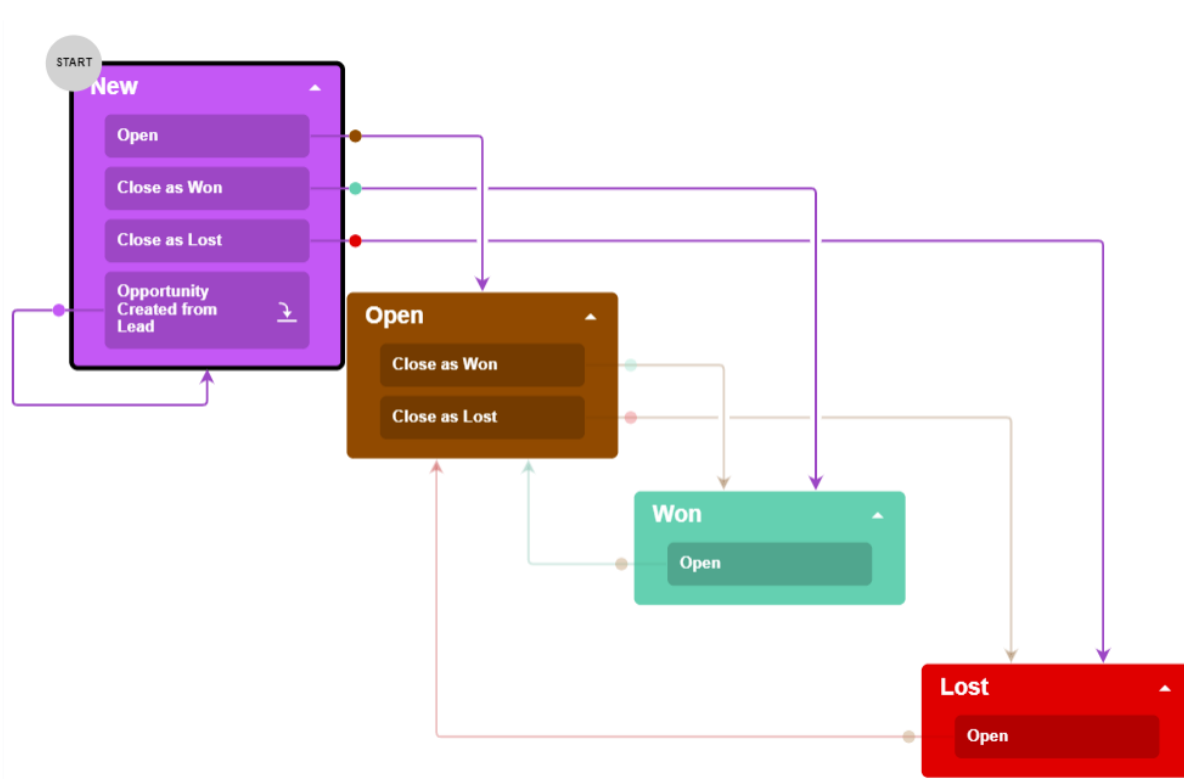 START
New
Open
Close as Won
Close as Lost
Opportunity
Created from
Lead
Open
Close as Won
Close as Lost
Won
Open
Lost
Open